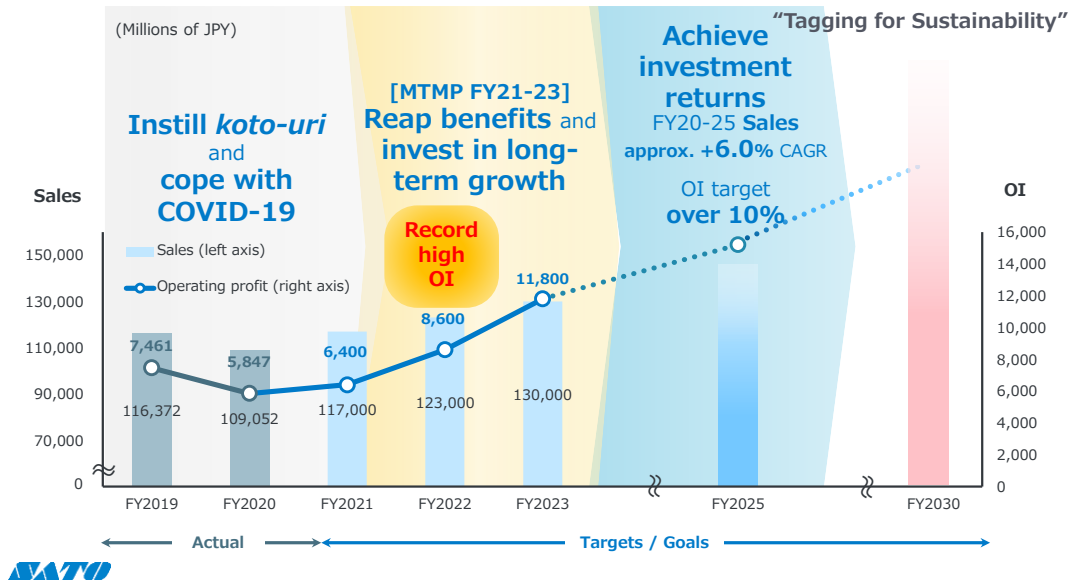 “Tagging for Sustainability”
(Millions of JPY)
Instill koto-uri
and
cope with
COVID-19
[MTMP FY21-23]
Reap benefits and
invest in long-
term growth
Achieve
investment
returns
FY20-25 Sales
approx. +6.0% CAGR
OI target
over 10%
Record
high
OI
Sales
OI
Sales (left axis)
Operating profit (right axis)
150,000
130,000
110,000
90,000
70,000
0
16,000
14,000
12,000
10,000
8,000
6,000
4,000
2,000
0
7,461
5,847
6,400
8,600
11,800
116,372
109,052
117,000
123,000
130,000
FY2019
FY2020
FY2021
FY2022
FY2023
FY2025
FY2030
Actual
Targets / Goals
SATO